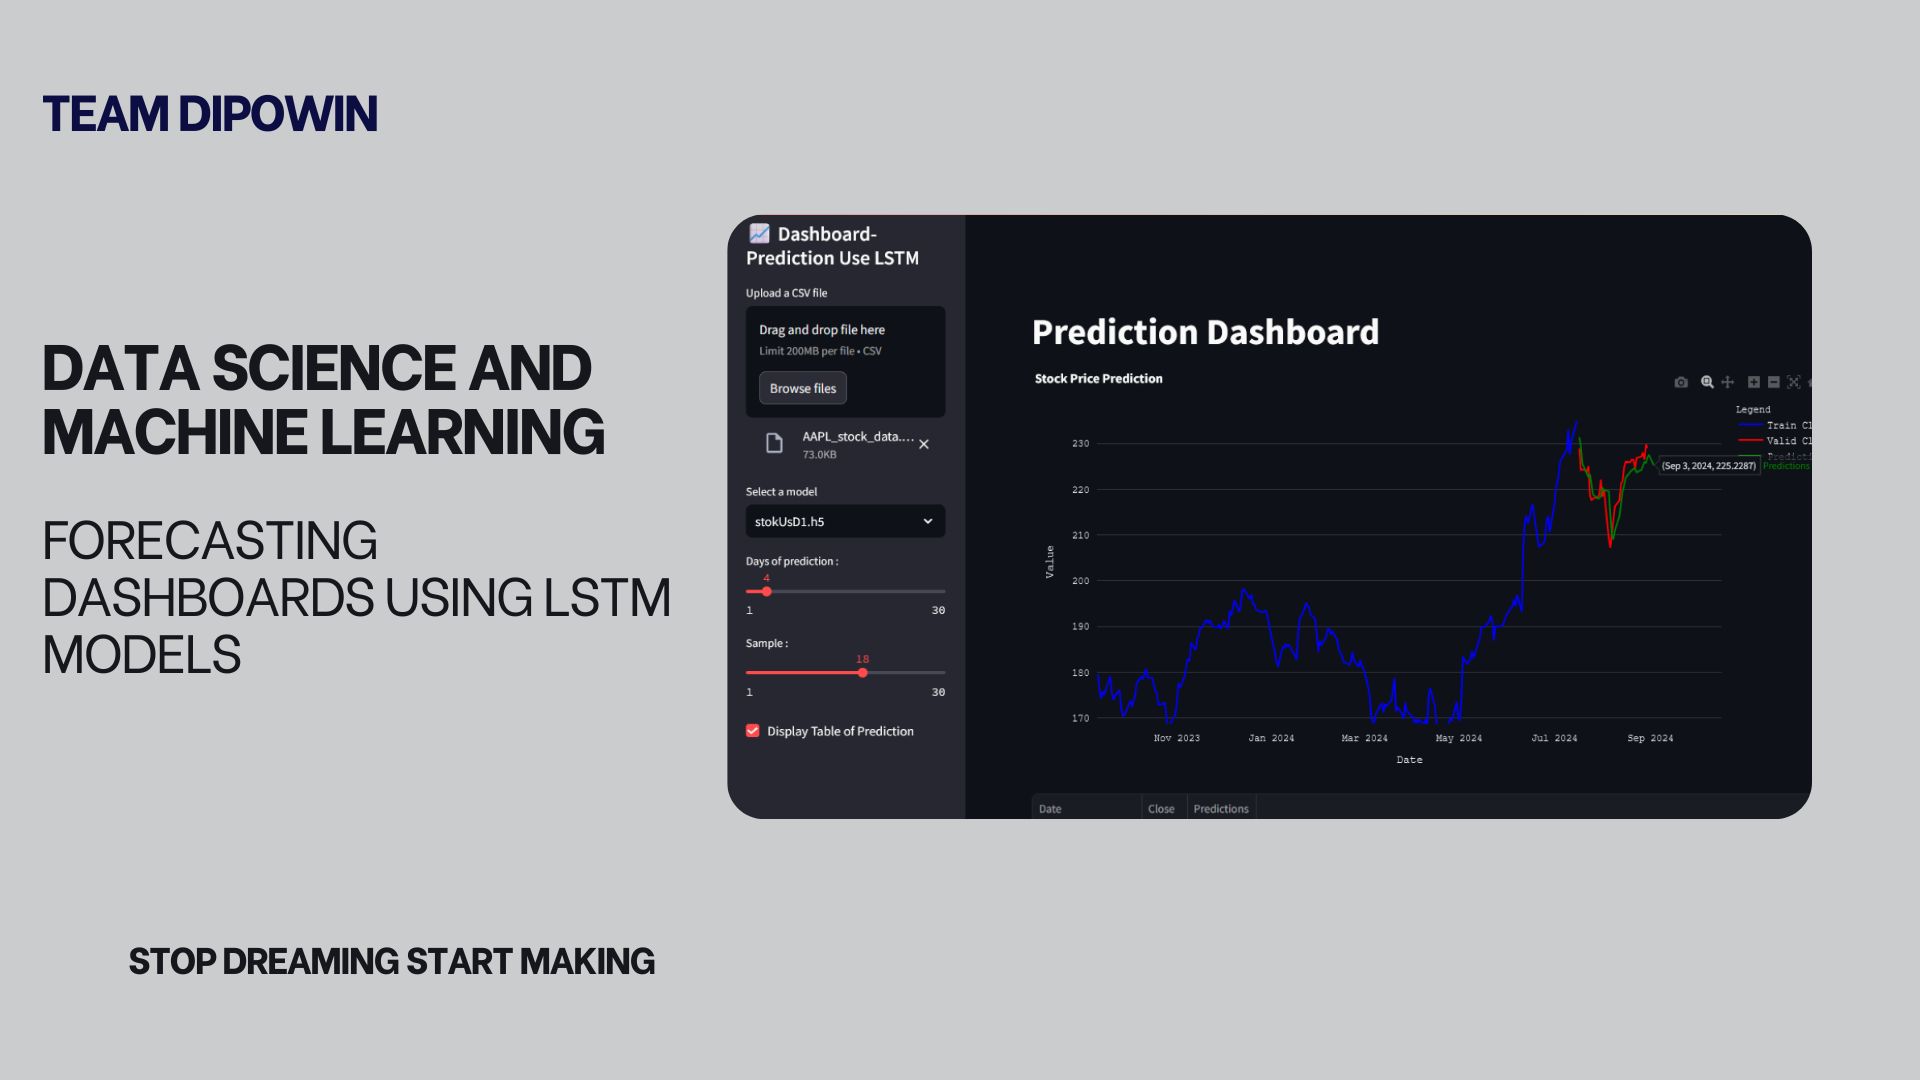 TEAM DIPOWIN
DATA SCIENCE AND
MACHINE LEARNING
FORECASTING
DASHBOARDS USING LSTM
MODELS
STOP DREAMING START MAKING
Dashboard-
Prediction Use LSTM
Upload a CSV file
Drag and drop file here
Limit 200MB per file • CSV
Browse files
AAPL_stock_data....
73.0KB
Select a model
stokUsD1.h5
Days of prediction :
4
1 30
Sample :
18
1 30
Display Table of Prediction
Prediction Dashboard
Stock Price Prediction
Legend
Train Cl
Valid Cl
Predicti
(Sep 3, 2024, 225.2287) Predictions
230
220
210
200
190
180
170
Value
Nov 2023 Jan 2024 Mar 2024 May 2024 Jul 2024 Sep 2024
Date
Date Close Predictions